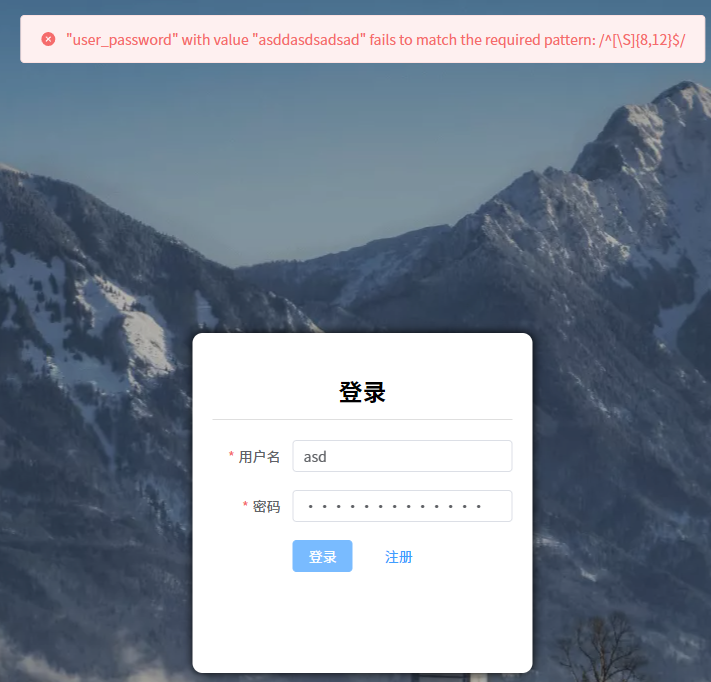 "user_password" with value "asddasdsadsad" fails to match the required pattern: /^[\S]{8,12}$/
登录
* 用户名 asd
* 密码 •••••••••••••
登录 注册